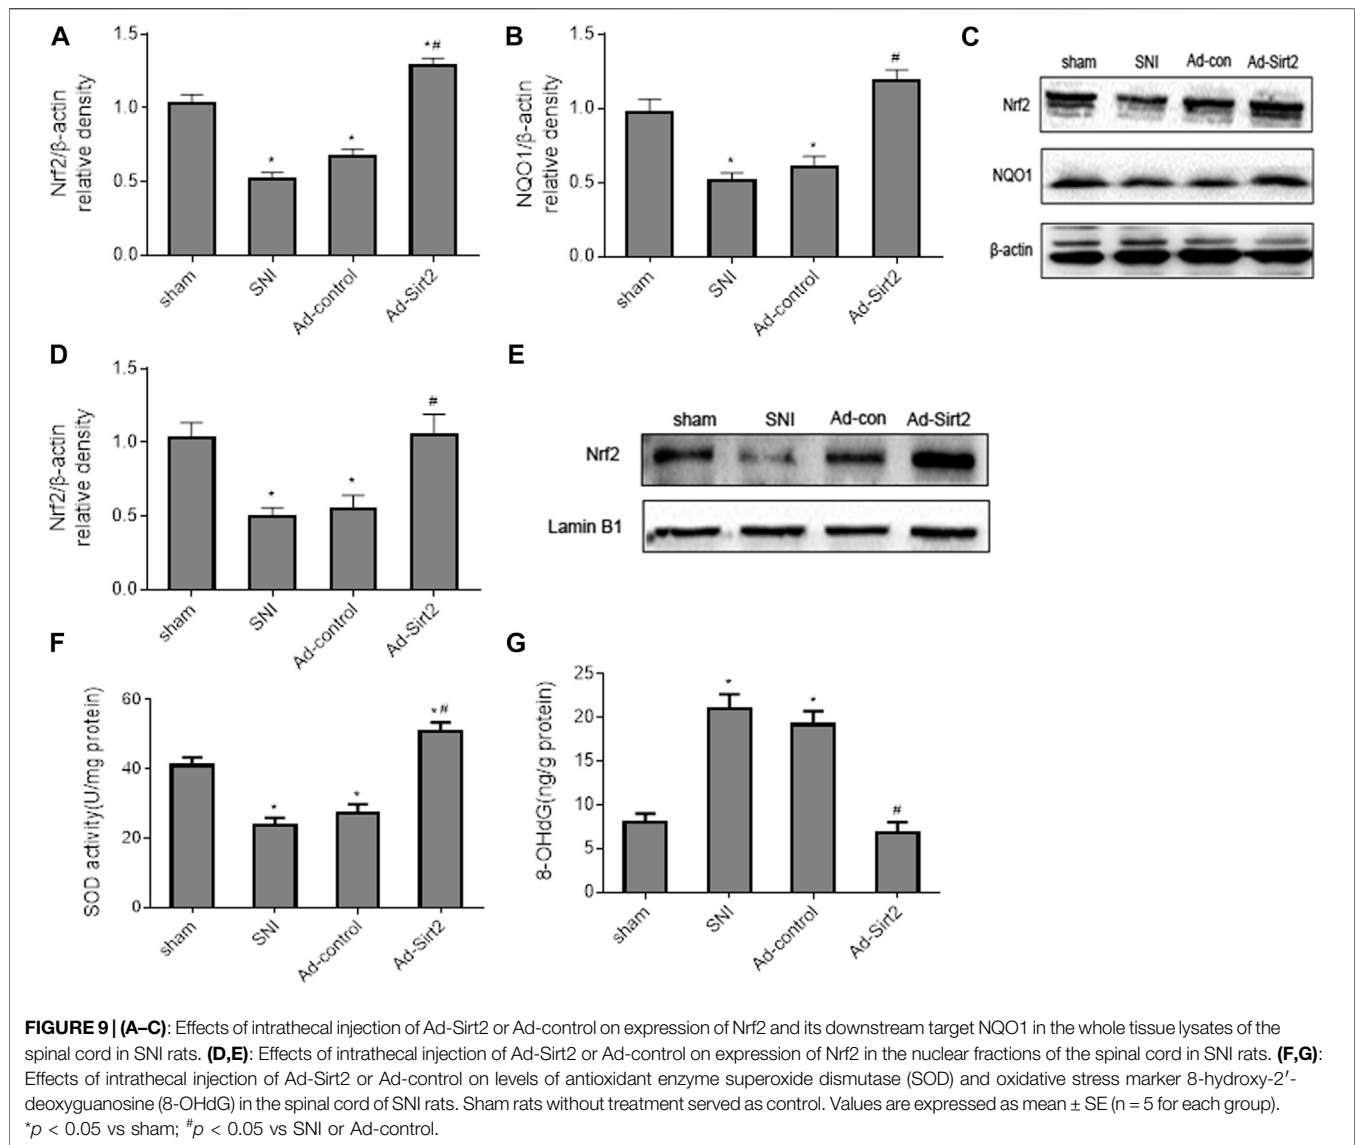 A
Nrf2/β-actin
relative density
1.5
1.0
0.5
0.0
*
*
*#
sham
SNI
Ad-control
Ad-Sirt2
B
NQO1/β-actin
relative density
1.5
1.0
0.5
0.0
*
*
#
sham
SNI
Ad-control
Ad-Sirt2
C
sham SNI Ad-con Ad-Sirt2
Nrf2
NQO1
β-actin
D
Nrf2/β-actin
relative density
1.5
1.0
0.5
0.0
*
*
#
sham
SNI
Ad-control
Ad-Sirt2
E
sham SNI Ad-con Ad-Sirt2
Nrf2
Lamin B1
F
SOD activity(U/mg protein)
60
40
20
0
*
*
*#
sham
SNI
Ad-control
Ad-Sirt2
G
8-OHdG(ng/g protein)
25
20
15
10
5
0
*
*
#
sham
SNI
Ad-control
Ad-Sirt2
FIGURE 9 | (A–C): Effects of intrathecal injection of Ad-Sirt2 or Ad-control on expression of Nrf2 and its downstream target NQO1 in the whole tissue lysates of the
spinal cord in SNI rats. (D,E): Effects of intrathecal injection of Ad-Sirt2 or Ad-control on expression of Nrf2 in the nuclear fractions of the spinal cord in SNI rats. (F,G):
Effects of intrathecal injection of Ad-Sirt2 or Ad-control on levels of antioxidant enzyme superoxide dismutase (SOD) and oxidative stress marker 8-hydroxy-2′-
deoxyguanosine (8-OHdG) in the spinal cord of SNI rats. Sham rats without treatment served as control. Values are expressed as mean ± SE (n = 5 for each group).
*p < 0.05 vs sham; #p < 0.05 vs SNI or Ad-control.